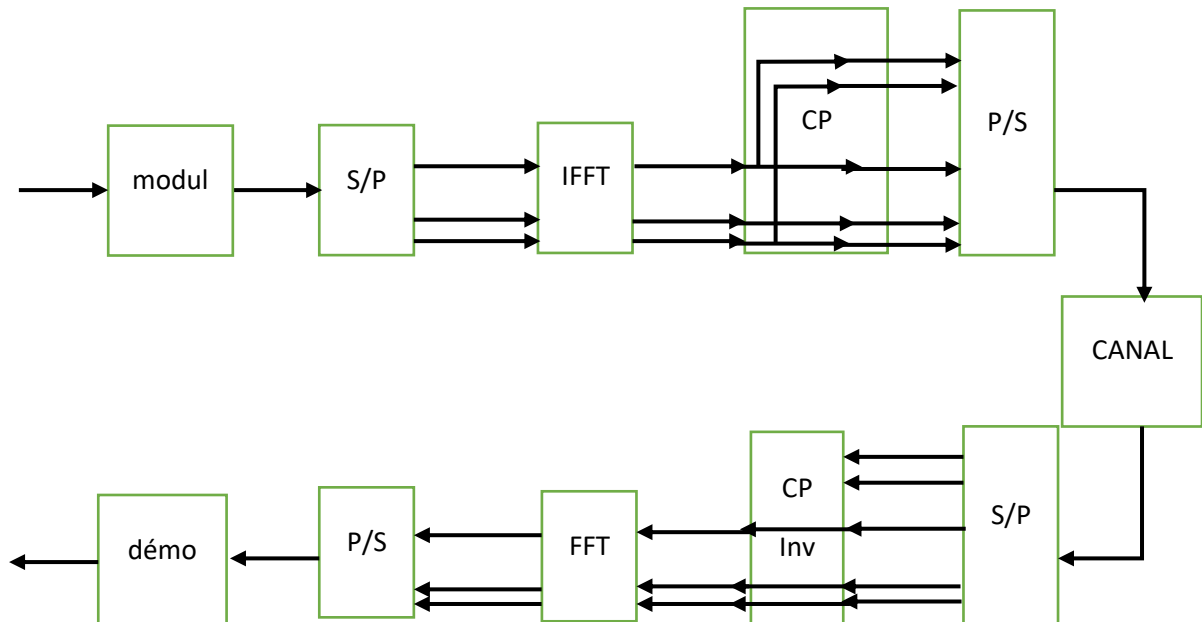 modul
S/P
IFFT
CP
P/S
CANAL
démo
P/S
FFT
CP
Inv
S/P